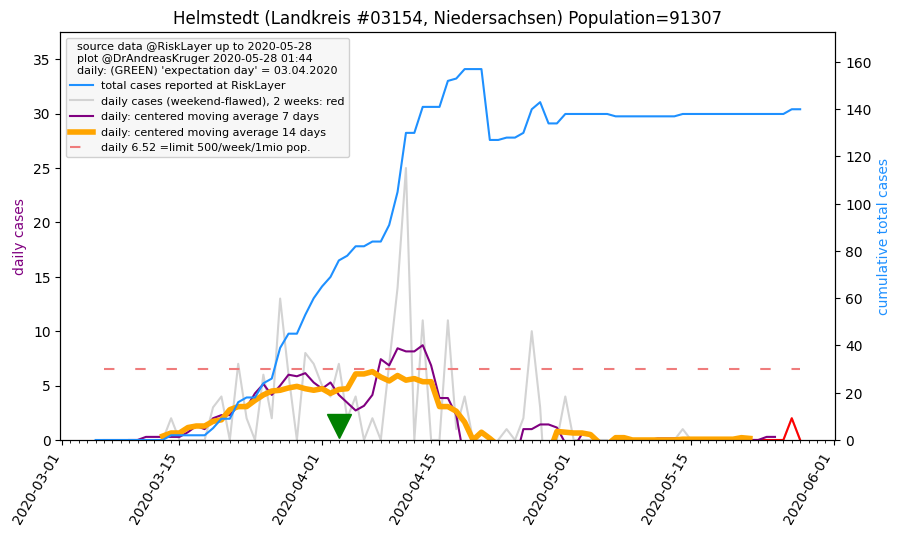 Helmstedt (Landkreis #03154, Niedersachsen) Population=91307
source data @RiskLayer up to 2020-05-28
plot @DrAndreasKruger 2020-05-28 01:44
daily: (GREEN) 'expectation day' = 03.04.2020
total cases reported at RiskLayer
daily cases (weekend-flawed), 2 weeks: red
daily: centered moving average 7 days
daily: centered moving average 14 days
daily 6.52 =limit 500/week/1mio pop.
daily cases
35
30
25
20
15
10
5
0
cumulative total cases
160
140
120
100
80
60
40
20
0
2020-03-01
2020-03-15
2020-04-01
2020-04-15
2020-05-01
2020-05-15
2020-06-01